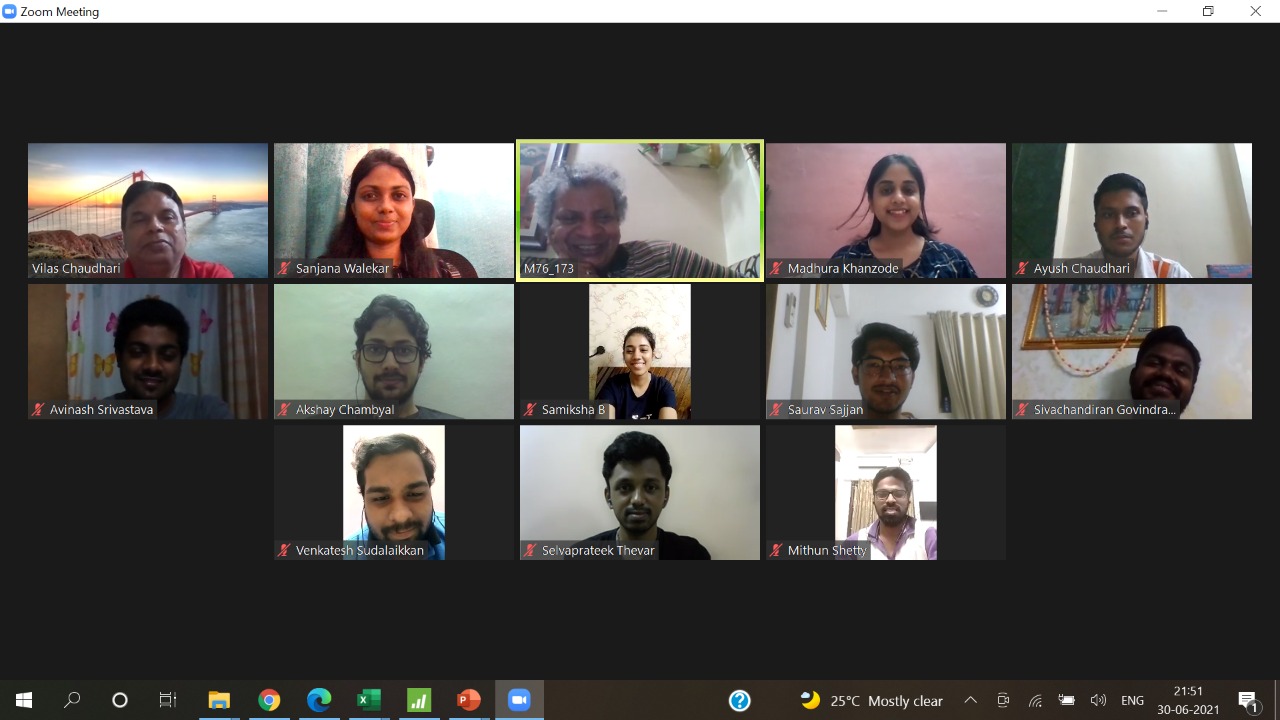 Zoom Meeting
Vilas Chaudhari
Sanjana Walekar
M76_173
Madhura Khanzode
Ayush Chaudhari
Avinash Srivastava
Akshay Chambyal
Samiksha B
Saurav Sajjan
Sivachandiran Govindra...
Venkatesh Sudalaikkan
Selvaprateek Thevar
Mithun Shetty
25°C Mostly clear
ENG
21:51
30-06-2021
1